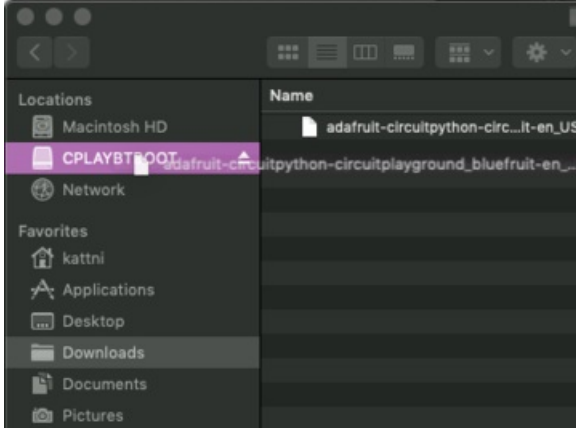 Locations
Name
Macintosh HD
adafruit-circuitpython-circ...it-en_US
CPLAYBTBOOT
adafruit-circuitpython-circuitplayground_bluefruit-en_...
Network
Favorites
kattni
Applications
Desktop
Downloads
Documents
Pictures